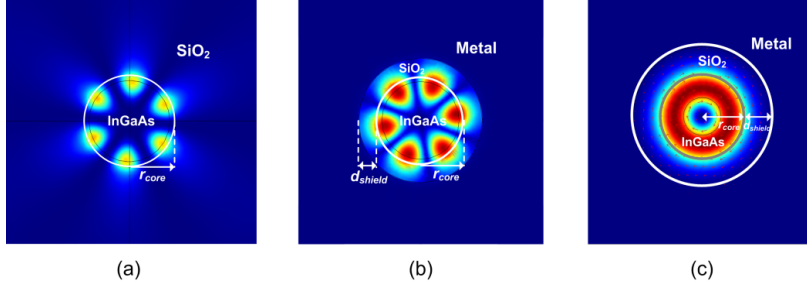 SiO2
InGaAs
rcore
(a)
Metal
SiO2
InGaAs
dshield
rcore
(b)
Metal
SiO2
rcore
dshield
InGaAs
(c)